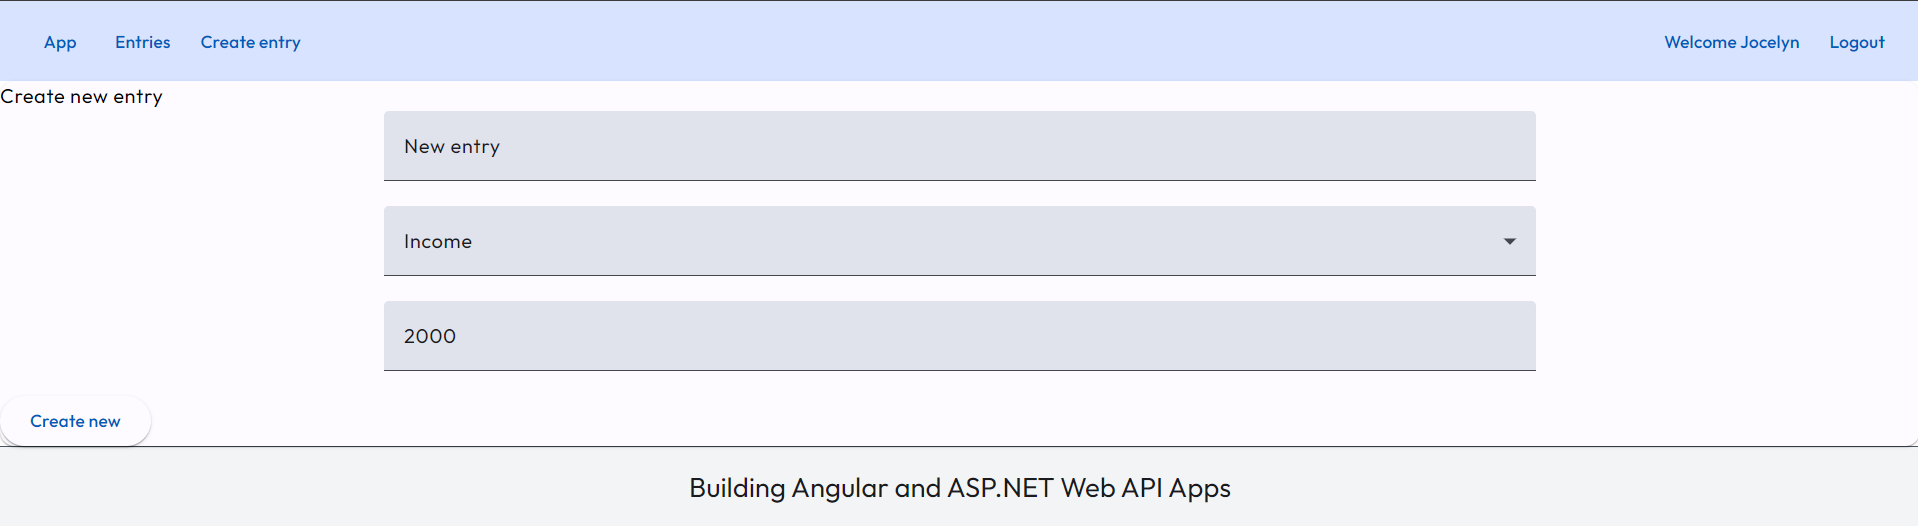 App Entries Create entry Welcome Jocelyn Logout
Create new entry
New entry
Income
2000
Create new
Building Angular and ASP.NET Web API Apps